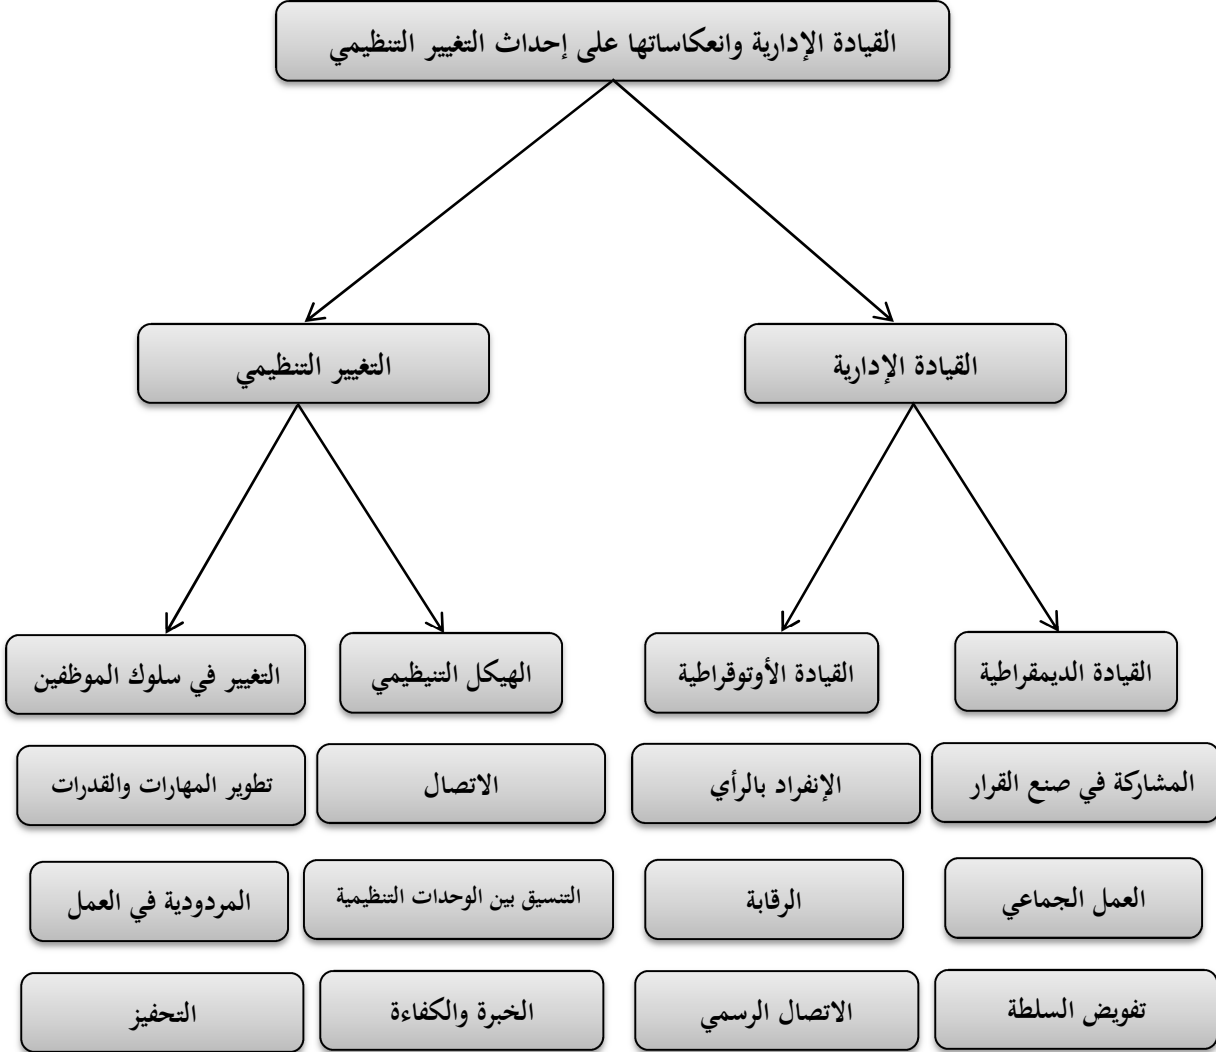 القيادة الإدارية وانعكاساتها على إحداث التغيير التنظيمي
القيادة الإدارية
التغيير التنظيمي
القيادة الديمقراطية
القيادة الأوتوقراطية
الهيكل التنيظيمي
التغيير في سلوك الموظفين
المشاركة في صنع القرار
الإنفراد بالرأي
الاتصال
تطوير المهارات والقدرات
العمل الجماعي
الرقابة
التنسيق بين الوحدات التنظيمية
المردودية في العمل
تفويض السلطة
الاتصال الرسمي
الخبرة والكفاءة
التحفيز